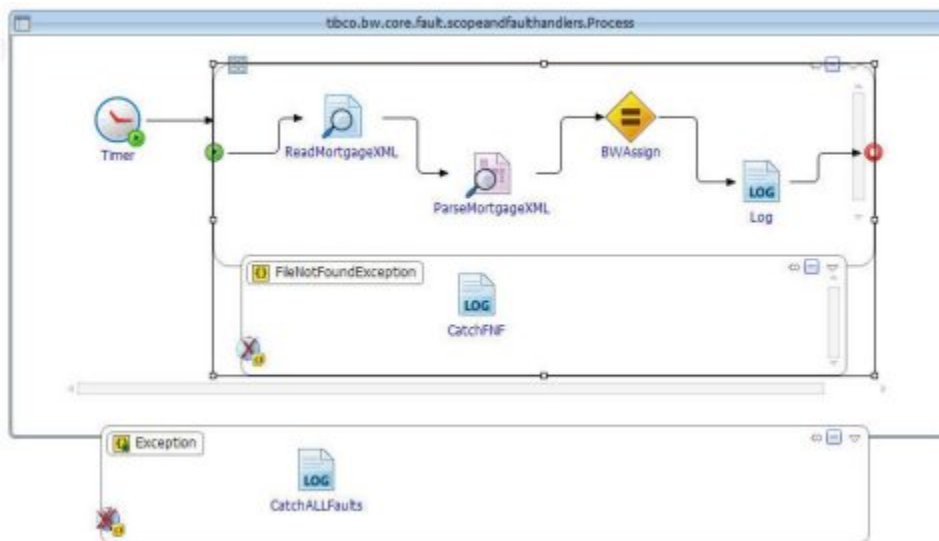 tibco.bw.core.fault.scopeandfaulthandlers.Process
Timer
ReadMortgageXML
ParseMortgageXML
BWAssign
LOG
Log
FileNotFoundException
LOG
CatchFNF
Exception
LOG
CatchALLFaults